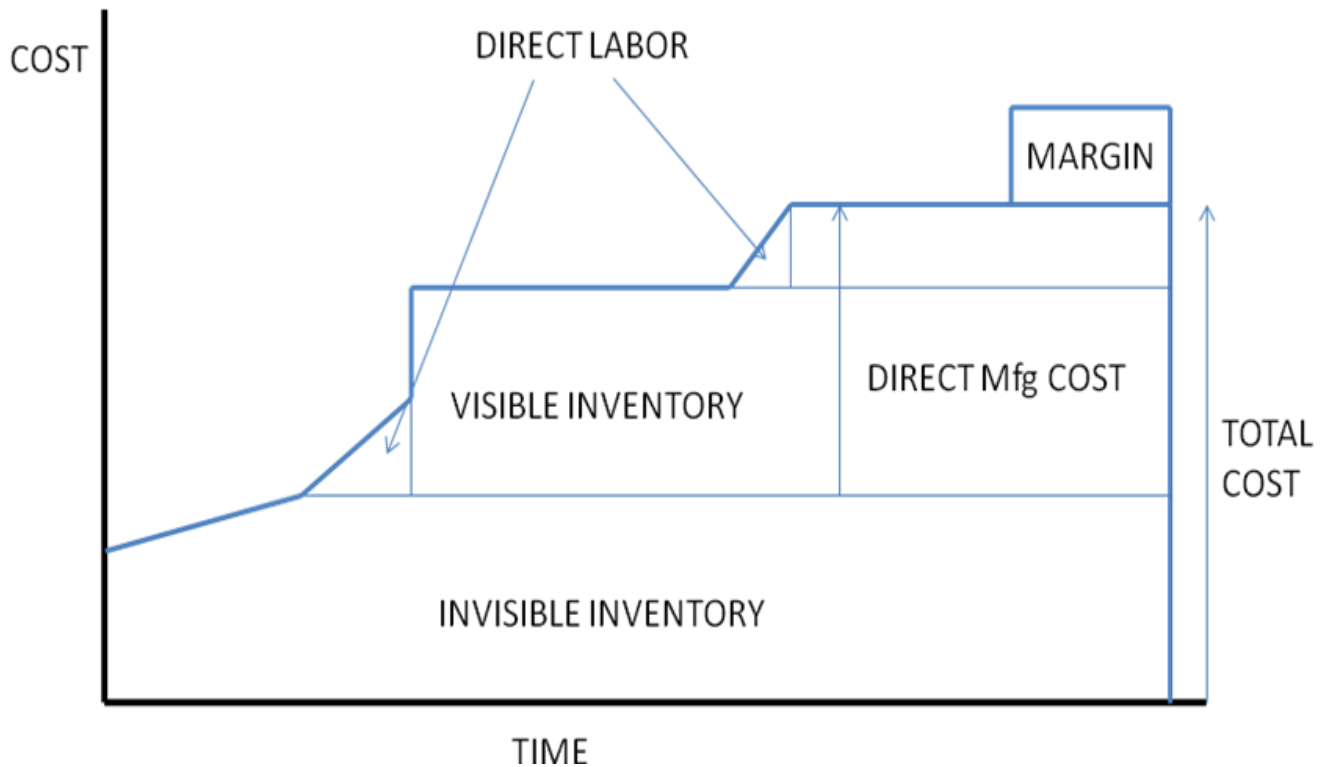 COST
DIRECT LABOR
MARGIN
VISIBLE INVENTORY
DIRECT Mfg COST
TOTAL
COST
INVISIBLE INVENTORY
TIME